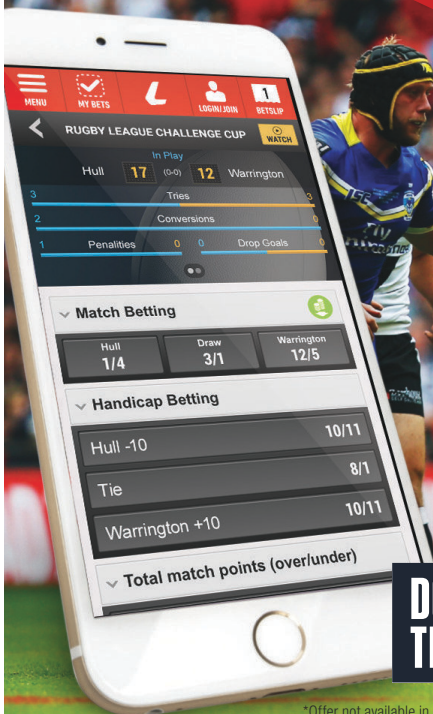 MENU
MY BETS
L
LOGIN/JOIN
1
BETSLIP
RUGBY LEAGUE CHALLENGE CUP
WATCH
In Play
Hull 17 (0-0) 12 Warrington
3 Tries 3
2 Conversions 0
1 Penalities 0 0 Drop Goals 0
Match Betting
Hull Draw Warrington
1/4 3/1 12/5
Handicap Betting
Hull -10 10/11
Tie 8/1
Warrington +10 10/11
Total match points (over/under)
*Offer not available in